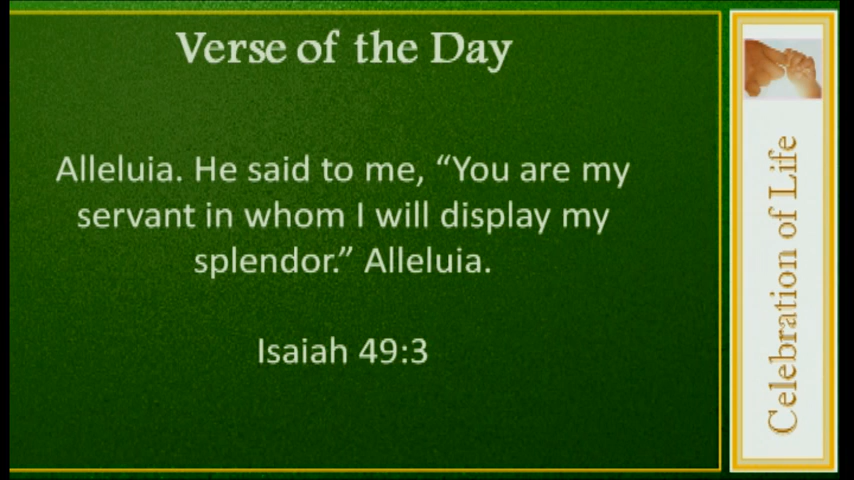 Verse of the Day
Alleluia. He said to me, “You are my
servant in whom I will display my
splendor.” Alleluia.
Isaiah 49:3
Celebration of Life